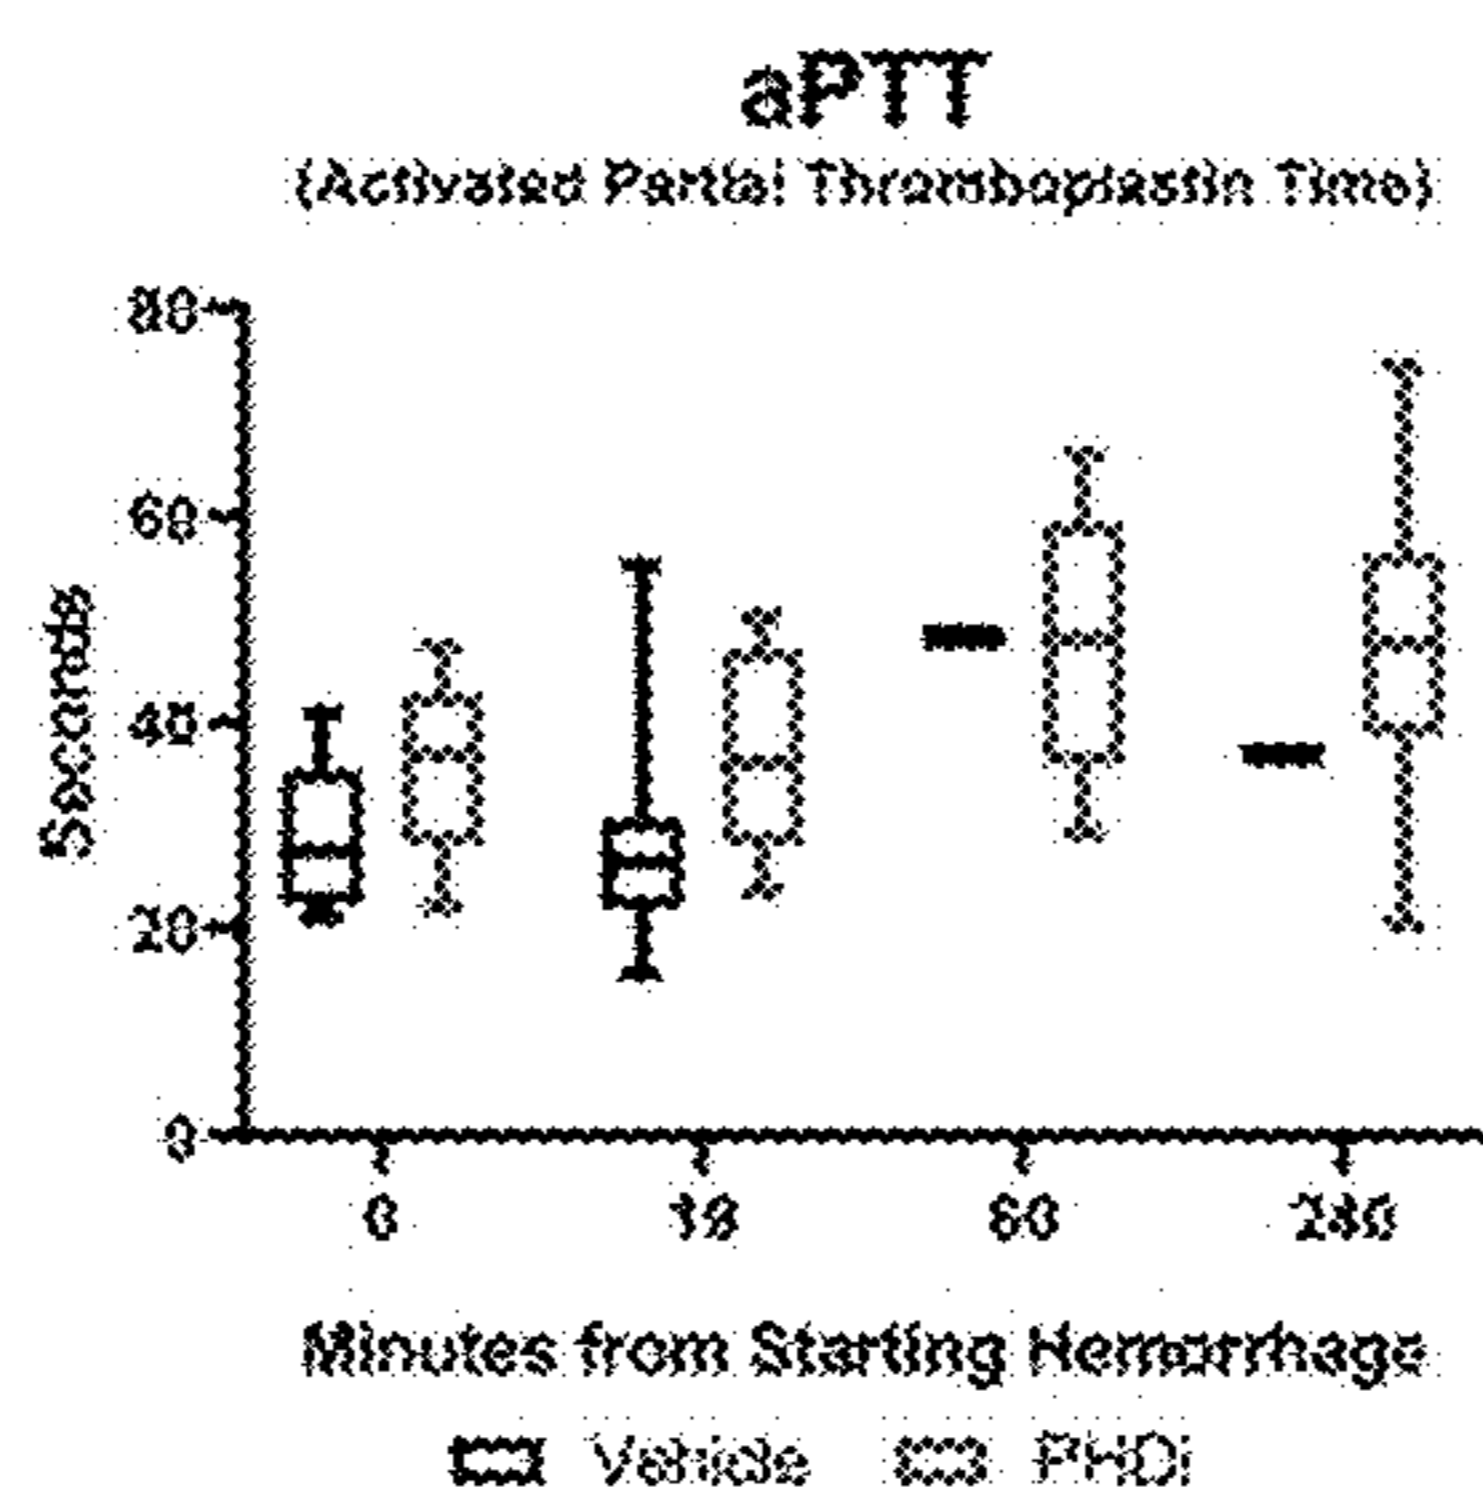 aPTT
(Activated Partial Thromboplastin Time)
80
60
40
20
0
Seconds
0
10
60
240
Minutes from Starting Hemorrhage
Vehicle
PHDi